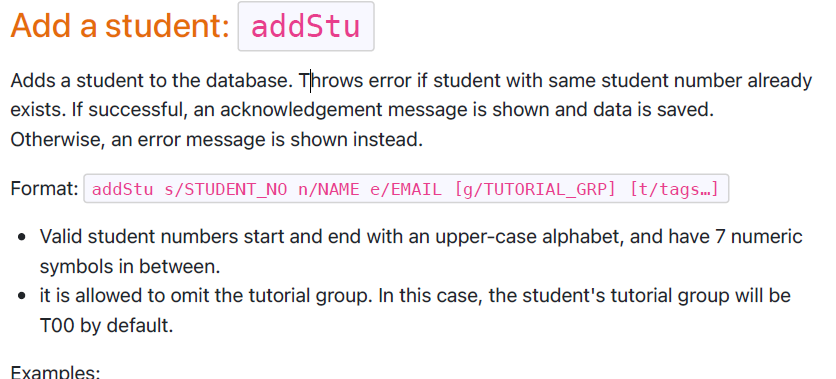 Add a student: addStu
Adds a student to the database. Throws error if student with same student number already
exists. If successful, an acknowledgement message is shown and data is saved.
Otherwise, an error message is shown instead.
Format: addStu s/STUDENT_NO n/NAME e/EMAIL [g/TUTORIAL_GRP] [t/tags…]
• Valid student numbers start and end with an upper-case alphabet, and have 7 numeric
symbols in between.
• it is allowed to omit the tutorial group. In this case, the student's tutorial group will be
T00 by default.
Examples: